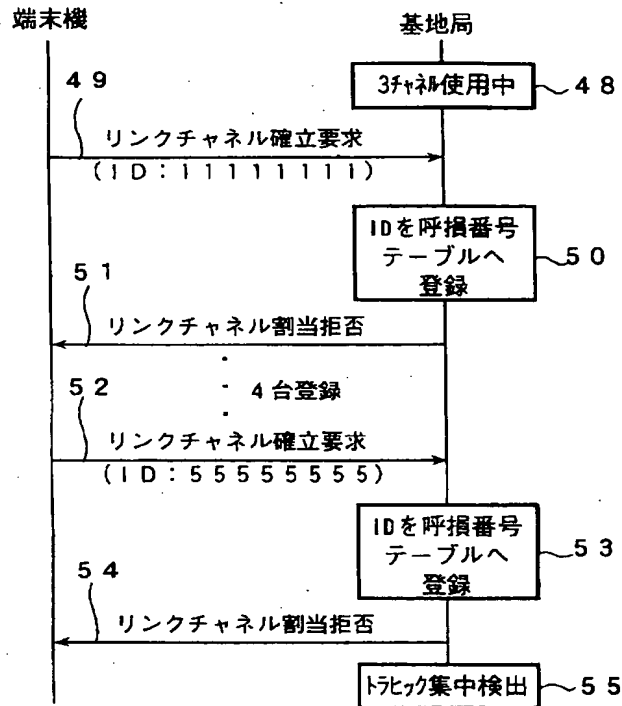 端末機
基地局
3チャネル使用中
48
49
リンクチャネル確立要求
(ID:11111111)
IDを呼損番号
テーブルへ
登録
50
51
リンクチャネル割当拒否
4台登録
52
リンクチャネル確立要求
(ID:55555555)
IDを呼損番号
テーブルへ
登録
53
54
リンクチャネル割当拒否
トラヒック集中検出
55